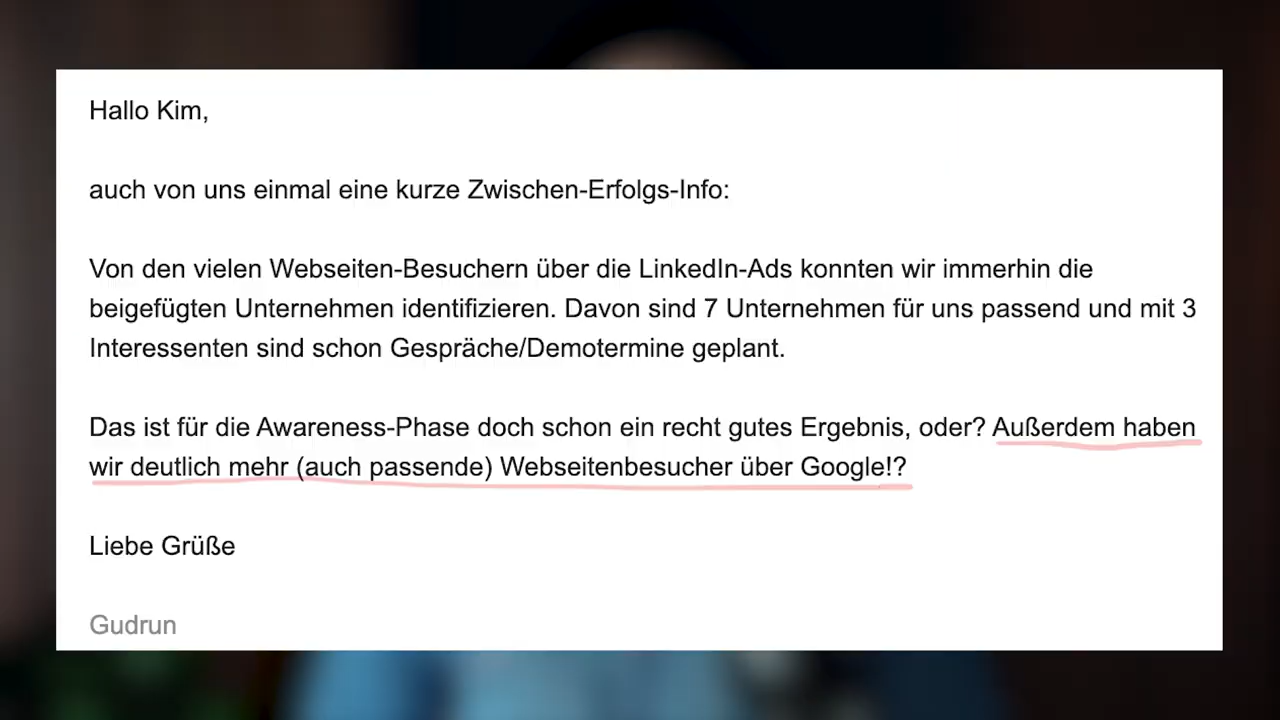 Hallo Kim,
auch von uns einmal eine kurze Zwischen-Erfolgs-Info:
Von den vielen Webseiten-Besuchern über die LinkedIn-Ads konnten wir immerhin die
beigefügten Unternehmen identifizieren. Davon sind 7 Unternehmen für uns passend und mit 3
Interessenten sind schon Gespräche/Demotermine geplant.
Das ist für die Awareness-Phase doch schon ein recht gutes Ergebnis, oder? Außerdem haben
wir deutlich mehr (auch passende) Webseitenbesucher über Google!?
Liebe Grüße
Gudrun